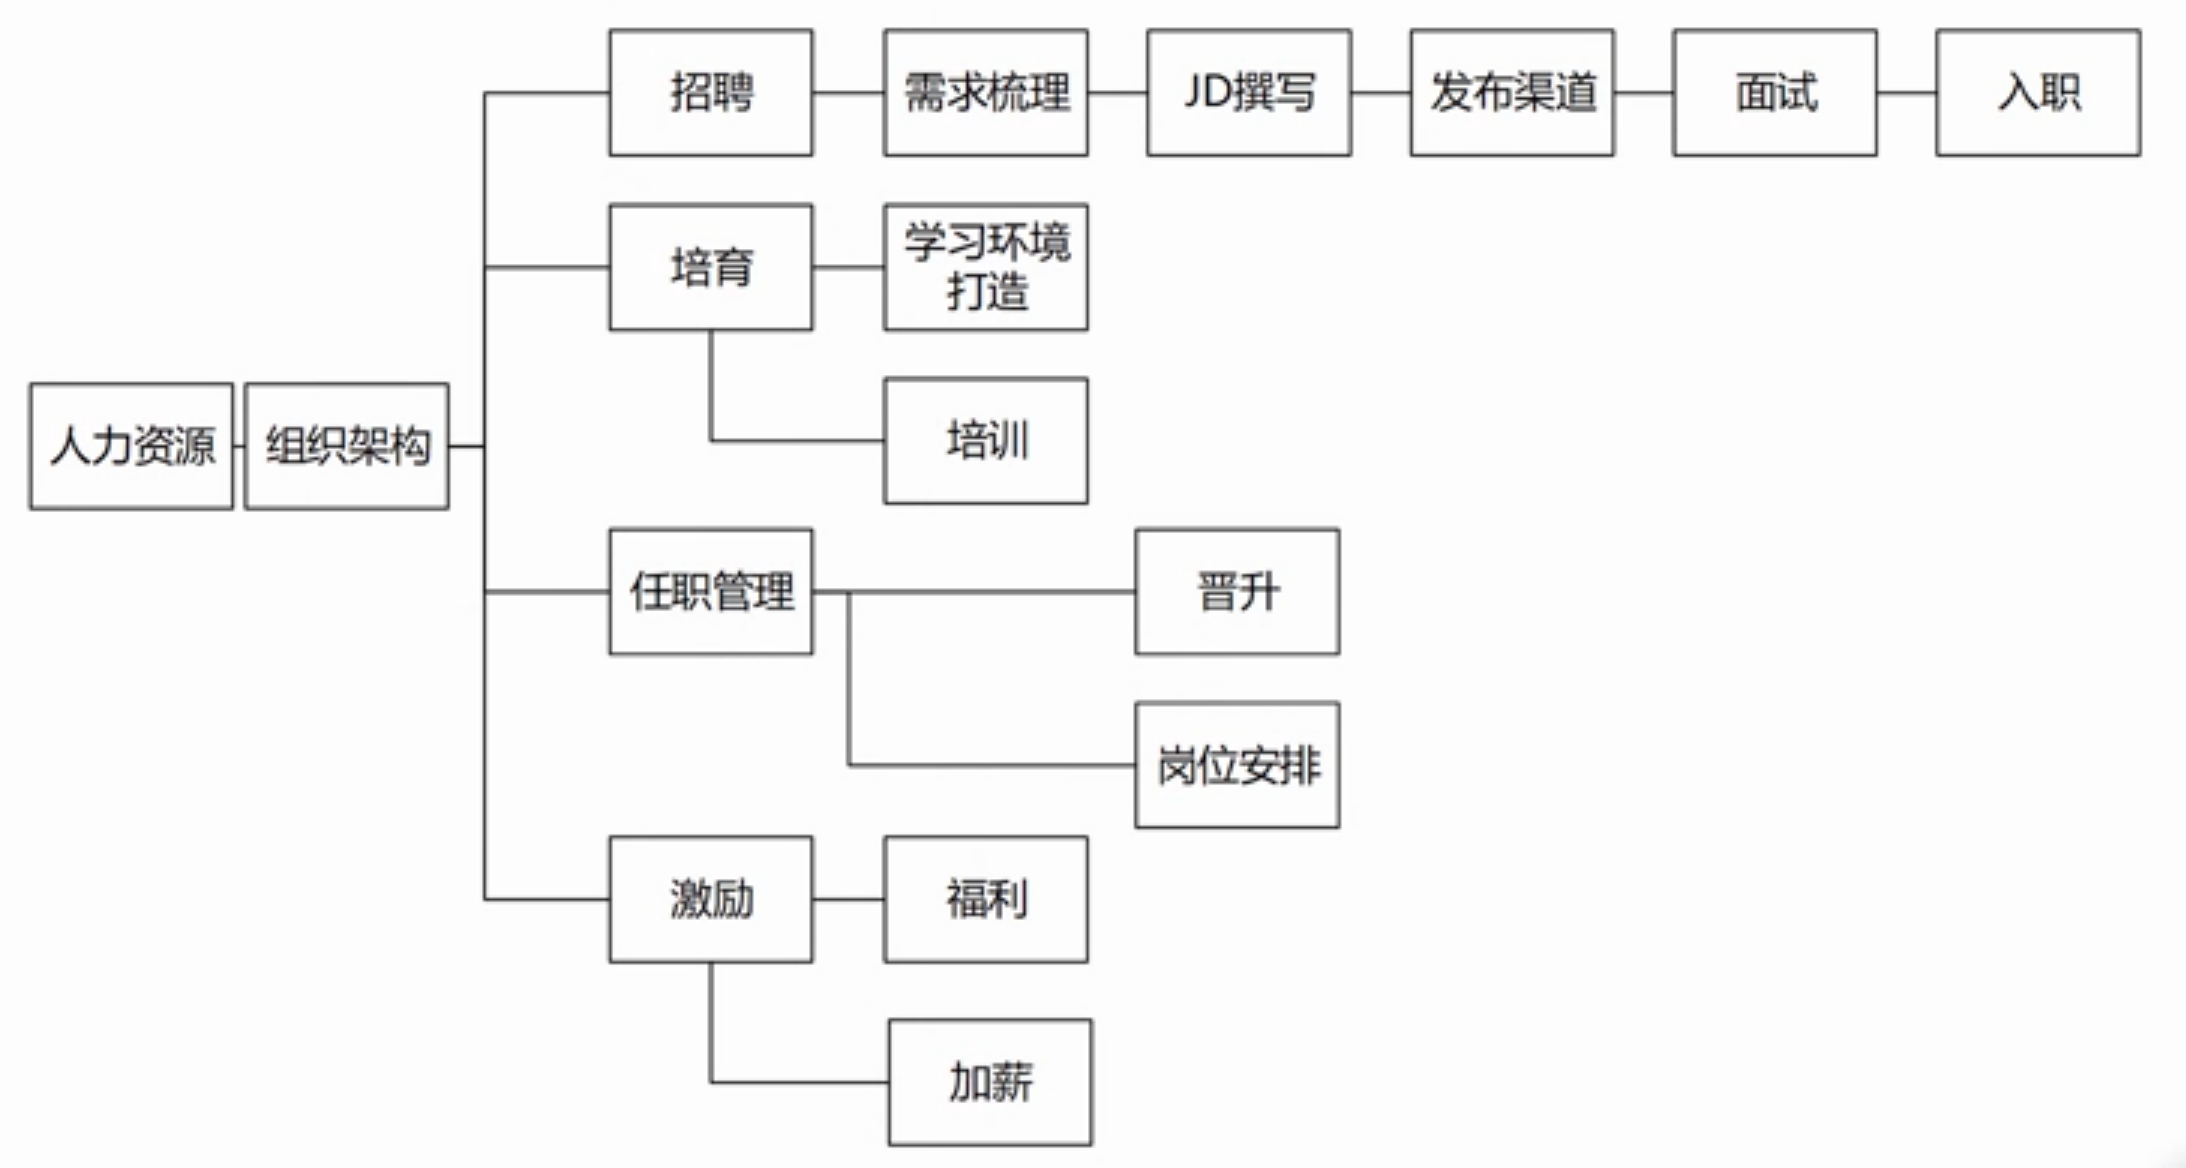 招聘
需求梳理
JD撰写
发布渠道
面试
入职
培育
学习环境
打造
培训
人力资源
组织架构
任职管理
晋升
岗位安排
激励
福利
加薪